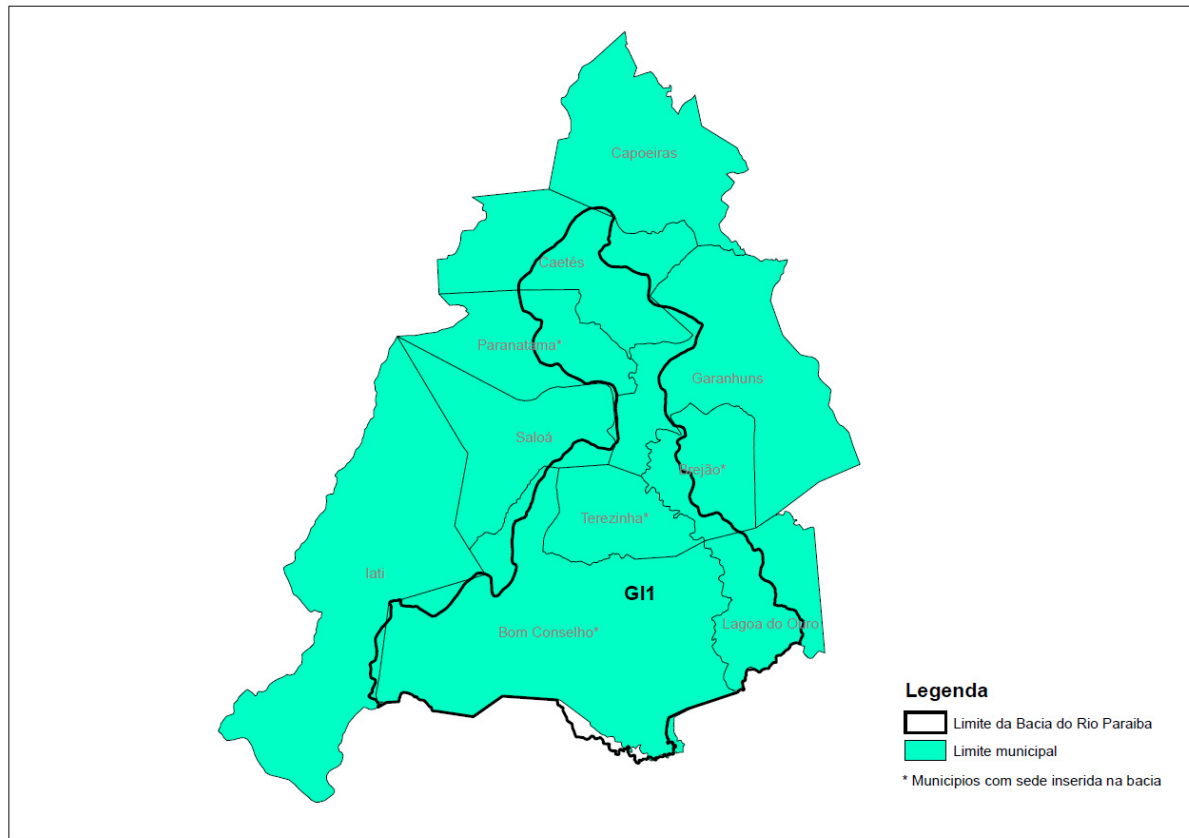 Capoeiras
Caetés
Paranatama*
Garanhuns
Saloá
Brejão*
Terezinha*
Iati
GI1
Bom Conselho*
Lagoa do Ouro
Legenda
Limite da Bacia do Rio Paraiba
Limite municipal
* Municipios com sede inserida na bacia